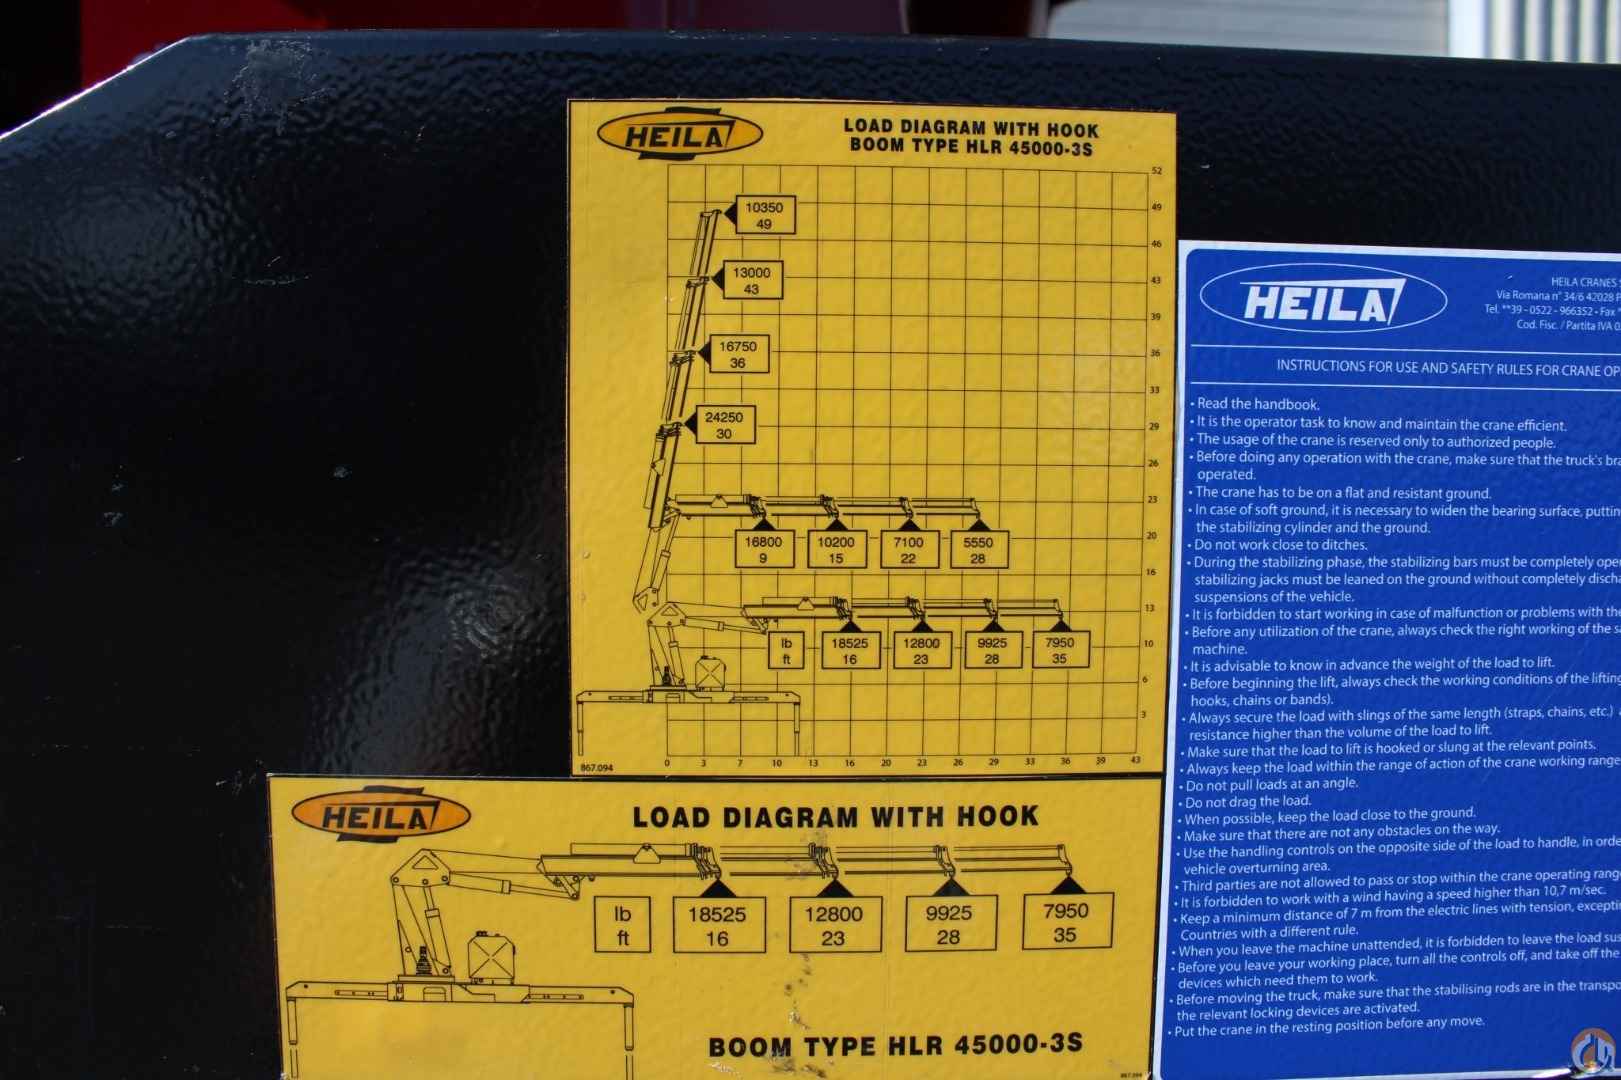 HEILA
LOAD DIAGRAM WITH HOOK
BOOM TYPE HLR 45000-3S
52
49
46
43
39
36
33
29
26
23
20
16
13
10
6
3
10350
49
13000
43
16750
36
24250
30
16800
9
10200
15
7100
22
5550
28
lb
ft
18525
16
12800
23
9925
28
7950
35
867.094
0 3 7 10 13 16 20 23 26 29 33 36 39 43
HEILA
LOAD DIAGRAM WITH HOOK
lb
ft
18525
16
12800
23
9925
28
7950
35
BOOM TYPE HLR 45000-3S
867.094
HEILA
HEILA CRANES
Via Romana n° 34/6 42028
Tel. **39 - 0522 - 966352 - Fax
Cod. Fisc. / Partita IVA
INSTRUCTIONS FOR USE AND SAFETY RULES FOR CRANE
• Read the handbook.
• It is the operator task to know and maintain the crane efficient.
• The usage of the crane is reserved only to authorized people.
• Before doing any operation with the crane, make sure that the truck's
operated.
• The crane has to be on a flat and resistant ground.
• In case of soft ground, it is necessary to widen the bearing surface,
the stabilizing cylinder and the ground.
• Do not work close to ditches.
• During the stabilizing phase, the stabilizing bars must be completely
stabilizing jacks must be leaned on the ground without completely
suspensions of the vehicle.
• It is forbidden to start working in case of malfunction or problems with the
• Before any utilization of the crane, always check the right working of the
machine.
• It is advisable to know in advance the weight of the load to lift.
• Before beginning the lift, always check the working conditions of the lifting
hooks, chains or bands).
• Always secure the load with slings of the same length (straps, chains, etc.)
resistance higher than the volume of the load to lift.
• Make sure that the load to lift is hooked or slung at the relevant points.
• Always keep the load within the range of action of the crane working range
• Do not pull loads at an angle.
• Do not drag the load.
• When possible, keep the load close to the ground.
• Make sure that there are not any obstacles on the way.
• Use the handling controls on the opposite side of the load to handle, in
vehicle overturning area.
• Third parties are not allowed to pass or stop within the crane operating
• It is forbidden to work with a wind having a speed higher than 10,7 m/sec.
• Keep a minimum distance of 7 m from the electric lines with tension,
Countries with a different rule.
• When you leave the machine unattended, it is forbidden to leave the load
• Before you leave your working place, turn all the controls off, and take off the
devices which need them to work.
• Before moving the truck, make sure that the stabilising rods are in the
the relevant locking devices are activated.
• Put the crane in the resting position before any move.